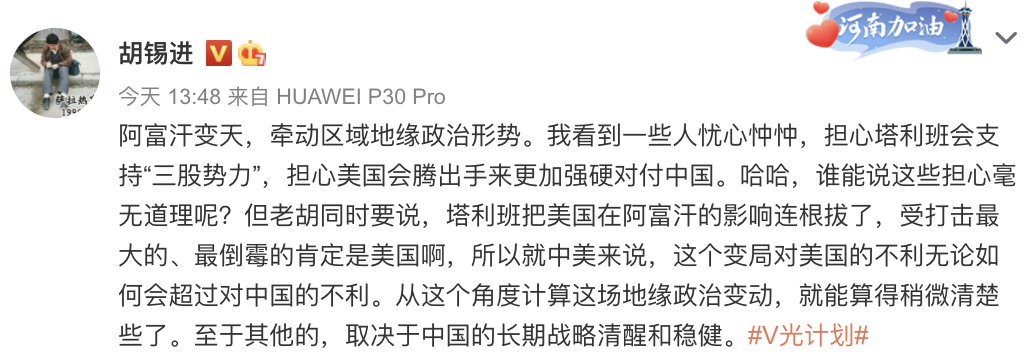 河南加油
胡锡进
今天 13:48 来自 HUAWEI P30 Pro
阿富汗变天，牵动区域地缘政治形势。我看到一些人忧心忡忡，担心塔利班会支
持“三股势力”，担心美国会腾出手来更加强硬对付中国。哈哈，谁能说这些担心毫
无道理呢？但老胡同时要说，塔利班把美国在阿富汗的影响连根拔了，受打击最
大的、最倒霉的肯定是美国啊，所以就中美来说，这个变局对美国的不利无论如
何会超过对中国的不利。从这个角度计算这场地缘政治变动，就能算得稍微清楚
些了。至于其他的，取决于中国的长期战略清醒和稳健。#V光计划#